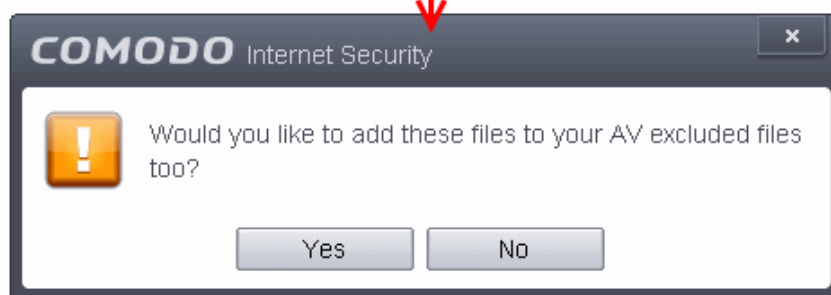 COMODO Internet Security
Would you like to add these files to your AV excluded files
too?
Yes No